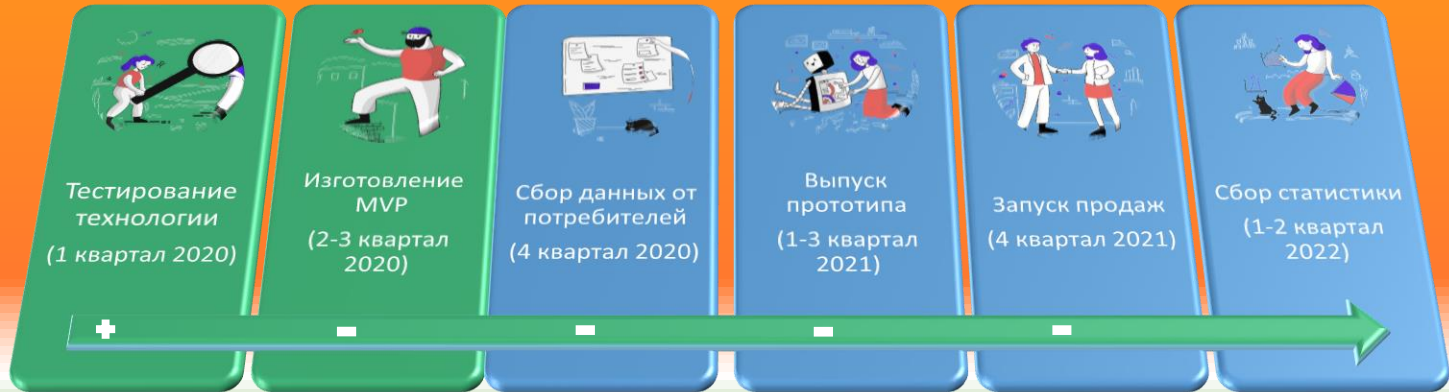 Тестирование
технологии
(1 квартал 2020)
Изготовление
MVP
(2-3 квартал
2020)
Сбор данных от
потребителей
(4 квартал 2020)
Выпуск
прототипа
(1-3 квартал
2021)
Запуск продаж
(4 квартал 2021)
Сбор статистики
(1-2 квартал
2022)
+ - - - -